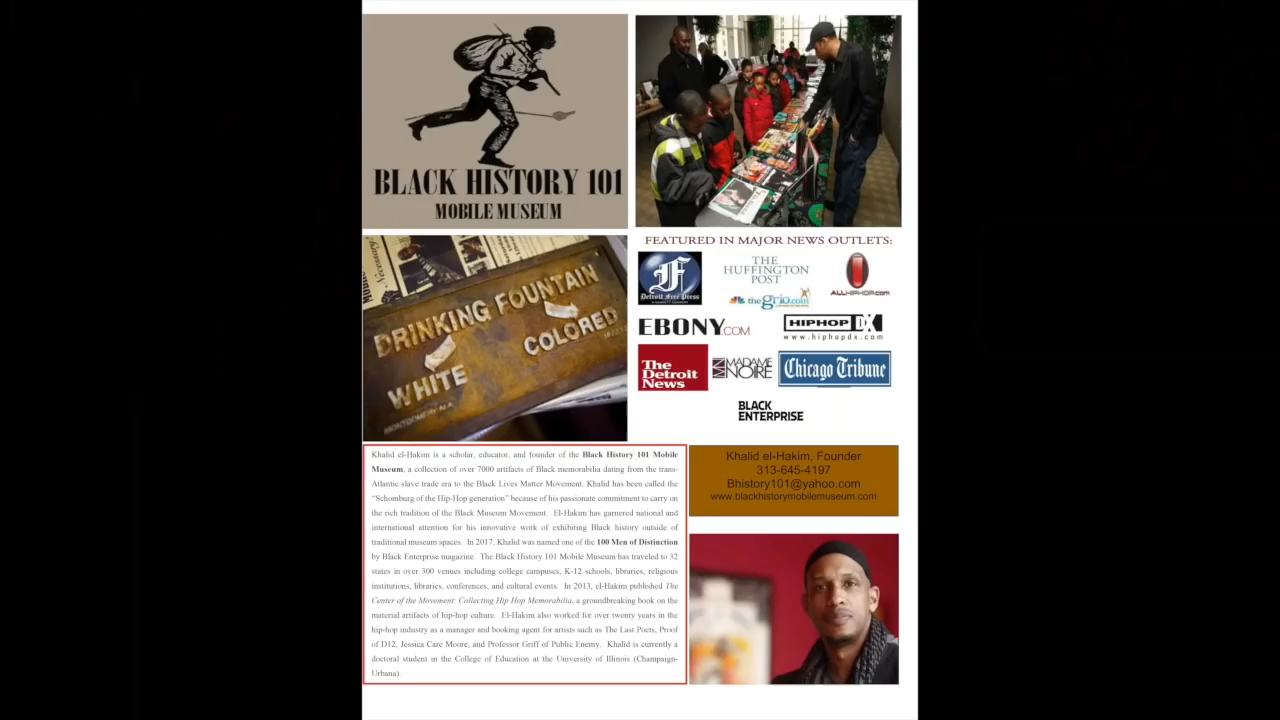 BLACK HISTORY 101
MOBILE MUSEUM
DRINKING FOUNTAIN
WHITE
COLORED
MONTGOMERY ALA.
FEATURED IN MAJOR NEWS OUTLETS:
F
Detroit Free Press
THE
HUFFINGTON
POST
thegrio.com
ALLHIPHOP.com
EBONY.COM
HIPHOP DX
www.hiphopdx.com
The
Detroit
News
MN
MADAME
NOIRE
Chicago Tribune
BLACK
ENTERPRISE
Khalid el-Hakim is a scholar, educator, and founder of the Black History 101 Mobile
Museum, a collection of over 7000 artifacts of Black memorabilia dating from the trans-
Atlantic slave trade era to the Black Lives Matter Movement. Khalid has been called the
“Schomburg of the Hip-Hop generation” because of his passionate commitment to carry on
the rich tradition of the Black Museum Movement. El-Hakim has garnered national and
international attention for his innovative work of exhibiting Black history outside of
traditional museum spaces. In 2017, Khalid was named one of the 100 Men of Distinction
by Black Enterprise magazine. The Black History 101 Mobile Museum has traveled to 32
states in over 300 venues including college campuses, K-12 schools, libraries, religious
institutions, libraries, conferences, and cultural events. In 2013, el-Hakim published The
Center of the Movement: Collecting Hip Hop Memorabilia, a groundbreaking book on the
material artifacts of hip-hop culture. El-Hakim also worked for over twenty years in the
hip-hop industry as a manager and booking agent for artists such as The Last Poets, Proof
of D12, Jessica Care Moore, and Professor Griff of Public Enemy. Khalid is currently a
doctoral student in the College of Education at the University of Illinois (Champaign-
Urbana).
Khalid el-Hakim, Founder
313-645-4197
Bhistory101@yahoo.com
www.blackhistorymobilemuseum.com